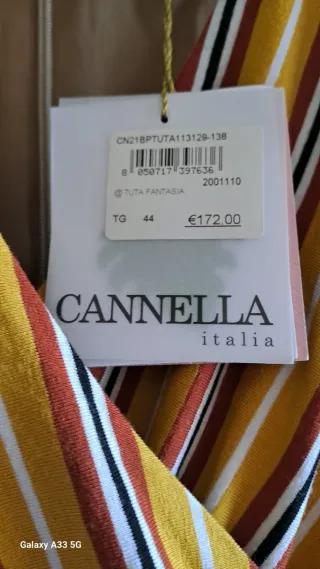 CN21BPTUTA113129-138
8 050717 397636
2001110
@ TUTA FANTASIA
TG 44 €172.00
CANNELLA
italia
Galaxy A33 5G